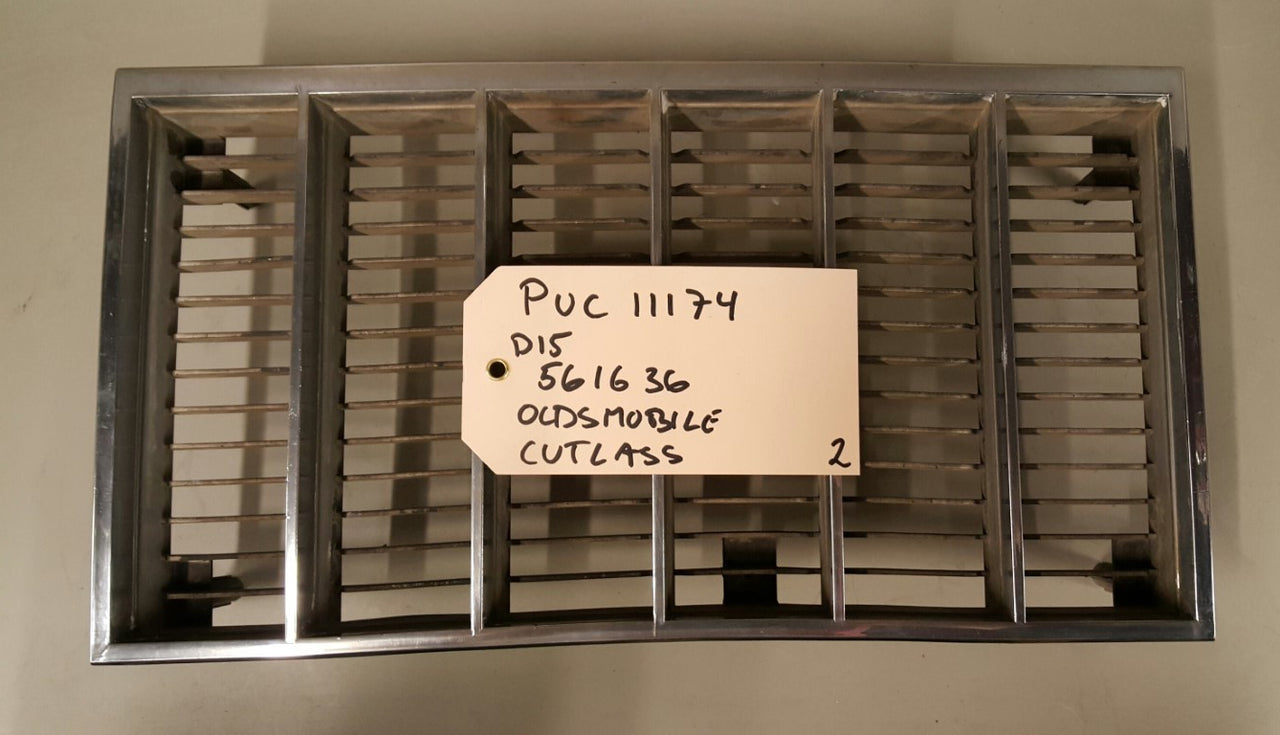 PUC 11174
D15
561636
OLDSMOBILE
CUTLASS
2